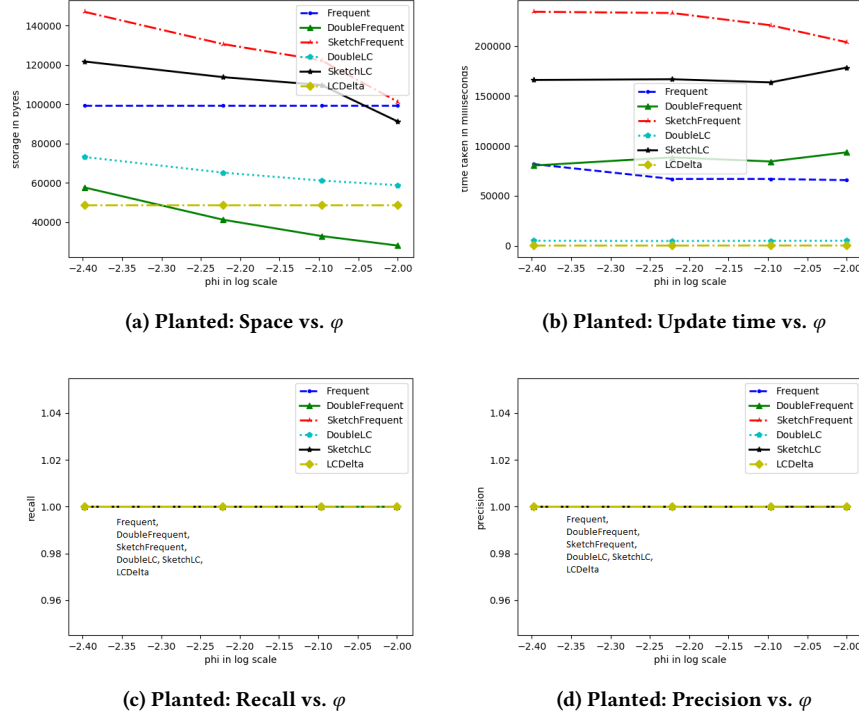 Frequent
DoubleFrequent
SketchFrequent
DoubleLC
SketchLC
LCDelta
storage in bytes
140000
120000
100000
80000
60000
40000
−2.40 −2.35 −2.30 −2.25 −2.20 −2.15 −2.10 −2.05 −2.00
phi in log scale
(a) Planted: Space vs. φ
Frequent
DoubleFrequent
SketchFrequent
DoubleLC
SketchLC
LCDelta
time taken in milliseconds
200000
150000
100000
50000
0
−2.40 −2.35 −2.30 −2.25 −2.20 −2.15 −2.10 −2.05 −2.00
phi in log scale
(b) Planted: Update time vs. φ
Frequent
DoubleFrequent
SketchFrequent
DoubleLC
SketchLC
LCDelta
recall
1.04
1.02
1.00
0.98
0.96
Frequent,
DoubleFrequent,
SketchFrequent,
DoubleLC, SketchLC,
LCDelta
−2.40 −2.35 −2.30 −2.25 −2.20 −2.15 −2.10 −2.05 −2.00
phi in log scale
(c) Planted: Recall vs. φ
Frequent
DoubleFrequent
SketchFrequent
DoubleLC
SketchLC
LCDelta
precision
1.04
1.02
1.00
0.98
0.96
Frequent,
DoubleFrequent,
SketchFrequent,
DoubleLC, SketchLC,
LCDelta
−2.40 −2.35 −2.30 −2.25 −2.20 −2.15 −2.10 −2.05 −2.00
phi in log scale
(d) Planted: Precision vs. φ